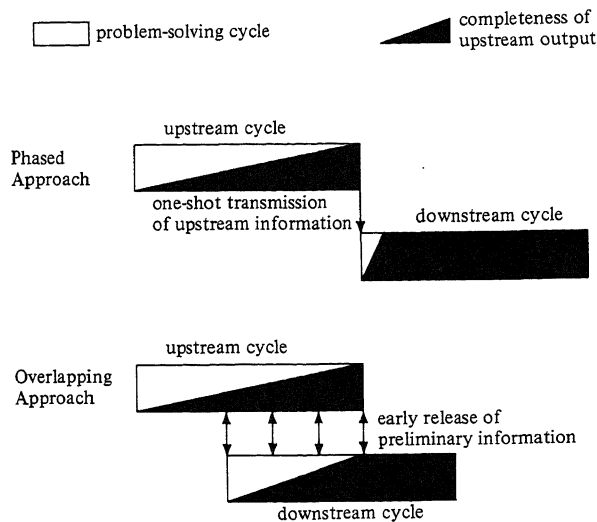 problem-solving cycle
completeness of
upstream output
upstream cycle
Phased
Approach
one-shot transmission
of upstream information
downstream cycle
upstream cycle
Overlapping
Approach
early release of
preliminary information
downstream cycle